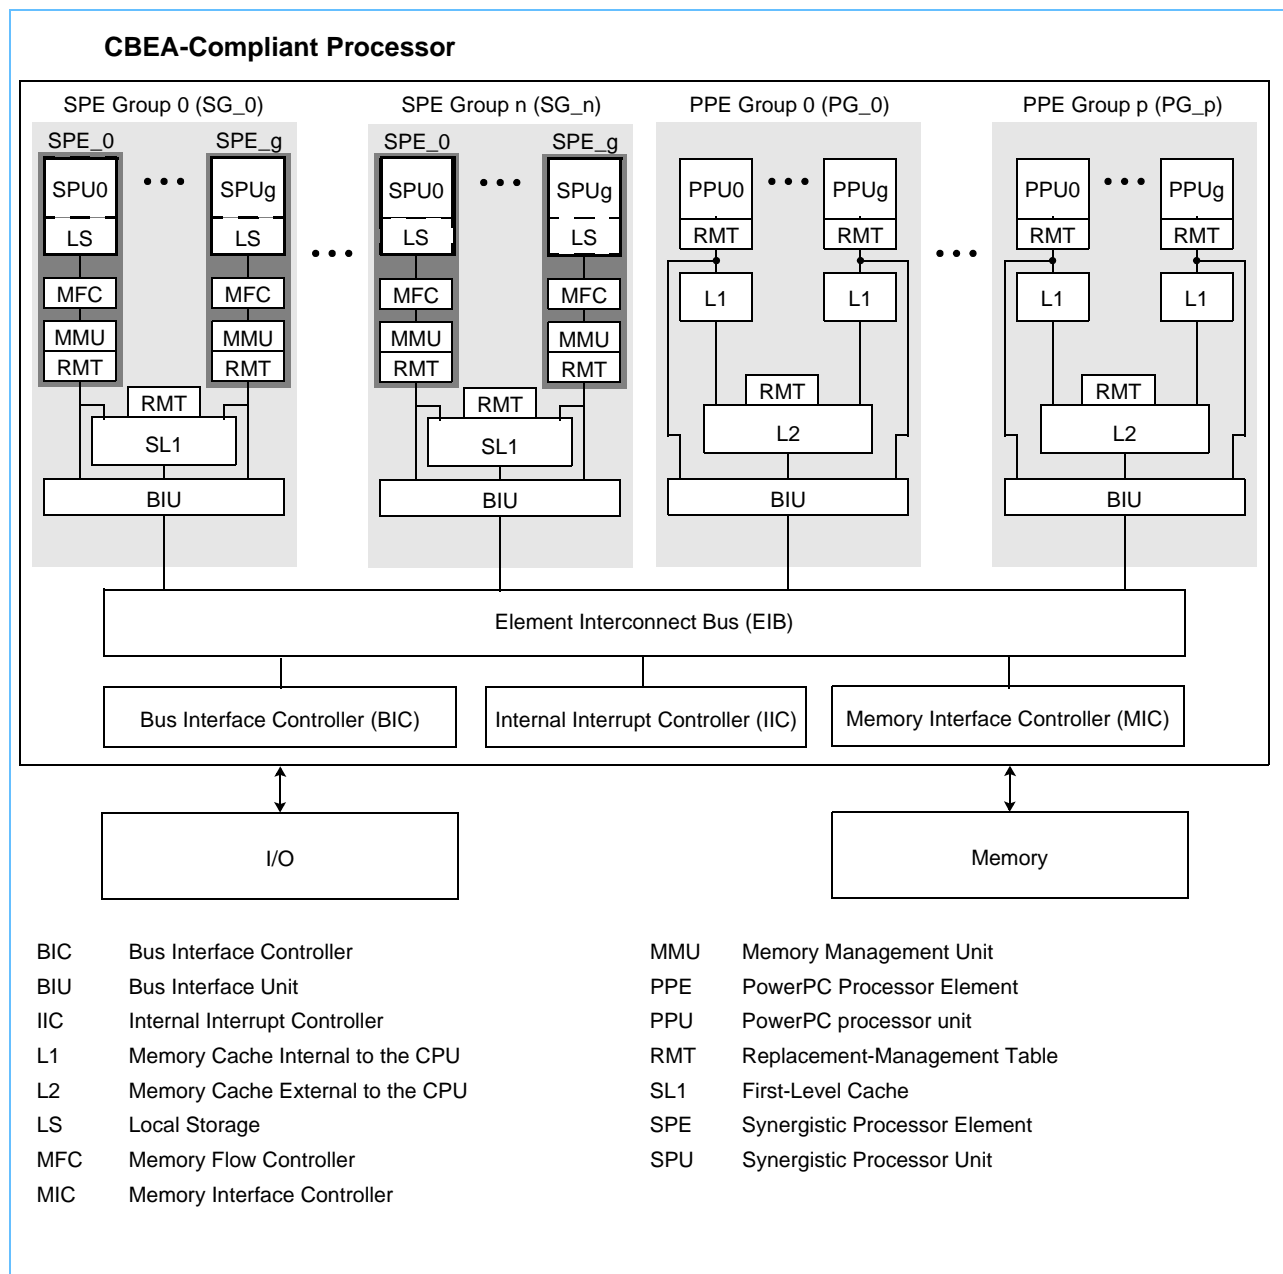 CBEA-Compliant Processor
SPE Group 0 (SG_0)
SPE Group n (SG_n)
PPE Group 0 (PG_0)
PPE Group p (PG_p)
SPE_0
SPE_g
SPE_0
SPE_g
SPU0
SPUg
SPU0
SPUg
PPU0
PPUg
PPU0
PPUg
LS
LS
LS
LS
RMT
RMT
RMT
RMT
MFC
MFC
MFC
MFC
L1
L1
L1
L1
MMU
MMU
MMU
MMU
RMT
RMT
RMT
RMT
RMT
RMT
RMT
RMT
SL1
SL1
L2
L2
BIU
BIU
BIU
BIU
Element Interconnect Bus (EIB)
Bus Interface Controller (BIC)
Internal Interrupt Controller (IIC)
Memory Interface Controller (MIC)
I/O
Memory
BIC Bus Interface Controller
BIU Bus Interface Unit
IIC Internal Interrupt Controller
L1 Memory Cache Internal to the CPU
L2 Memory Cache External to the CPU
LS Local Storage
MFC Memory Flow Controller
MIC Memory Interface Controller
MMU Memory Management Unit
PPE PowerPC Processor Element
PPU PowerPC processor unit
RMT Replacement-Management Table
SL1 First-Level Cache
SPE Synergistic Processor Element
SPU Synergistic Processor Unit